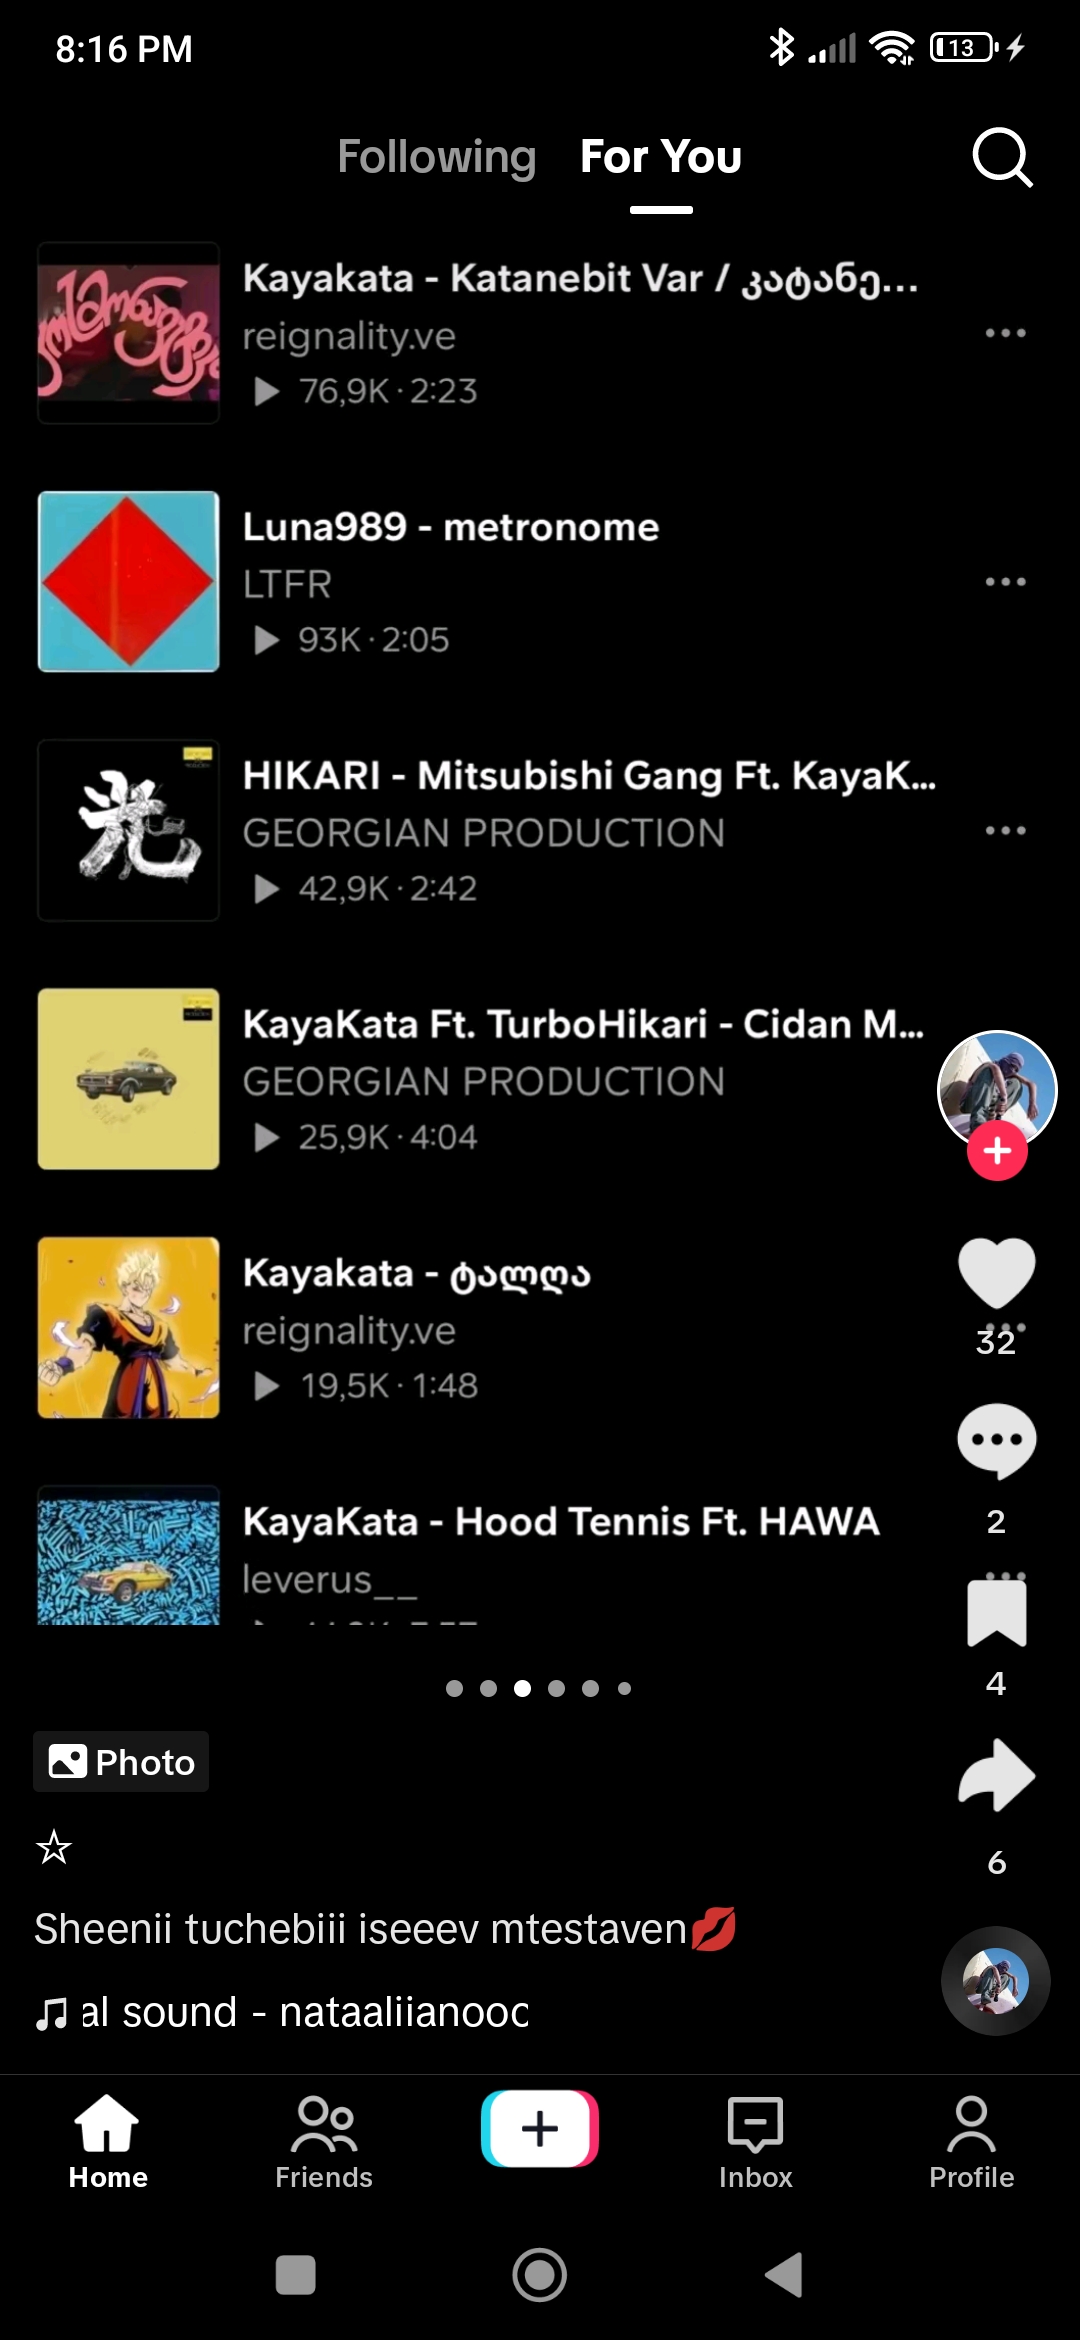 8:16 PM
13
Following For You
Kayakata - Katanebit Var / კატანე...
reignality.ve
76,9K · 2:23
Luna989 - metronome
LTFR
93K · 2:05
光
HIKARI - Mitsubishi Gang Ft. KayaK...
GEORGIAN PRODUCTION
42,9K · 2:42
KayaKata Ft. TurboHikari - Cidan M...
GEORGIAN PRODUCTION
25,9K · 4:04
Kayakata - ტალღა
reignality.ve
19,5K · 1:48
32
KayaKata - Hood Tennis Ft. HAWA
leverus__
2
4
Photo
6
☆
Sheenii tuchebiii iseeev mtestaven💋
al sound - nataaliianooc
Home
Friends
Inbox
Profile